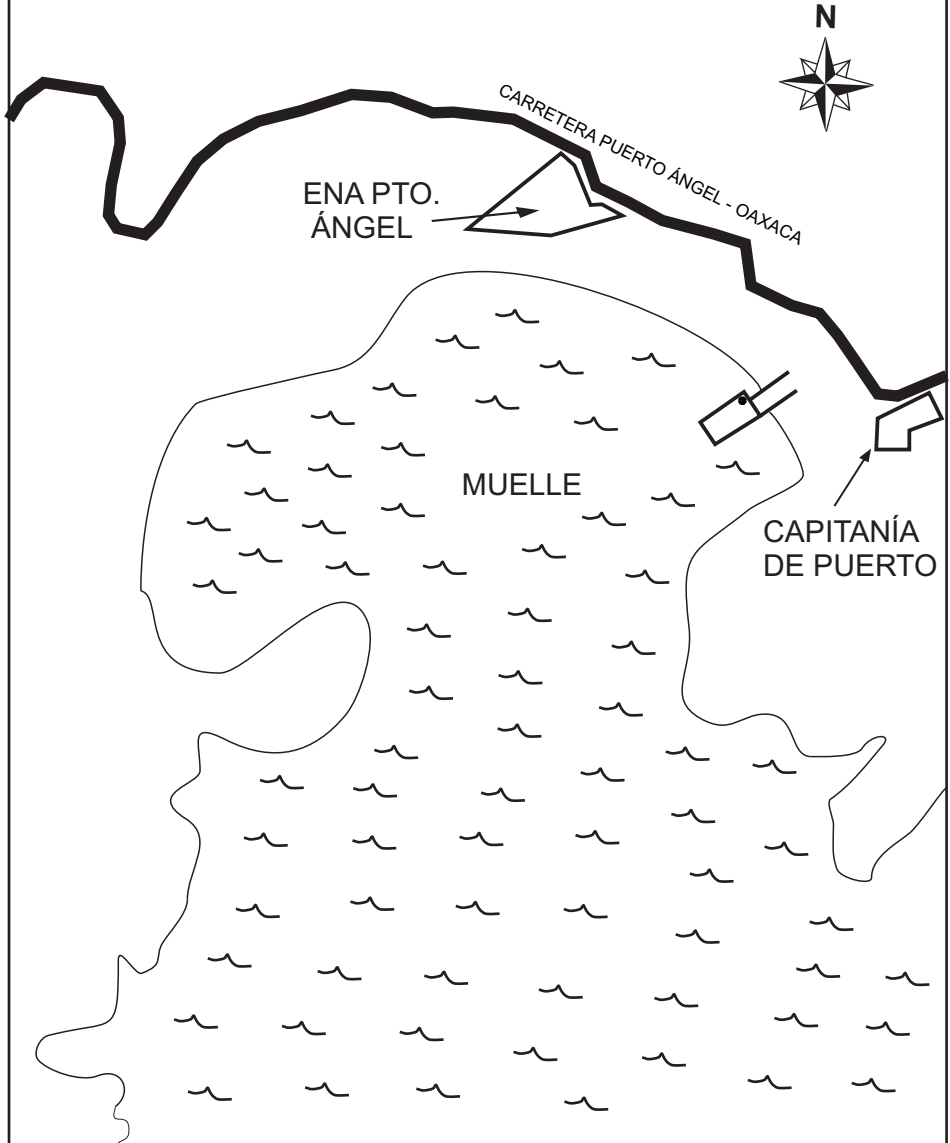 N
CARRETERA PUERTO ÁNGEL - OAXACA
ENA PTO.
ÁNGEL
MUELLE
CAPITANÍA
DE PUERTO